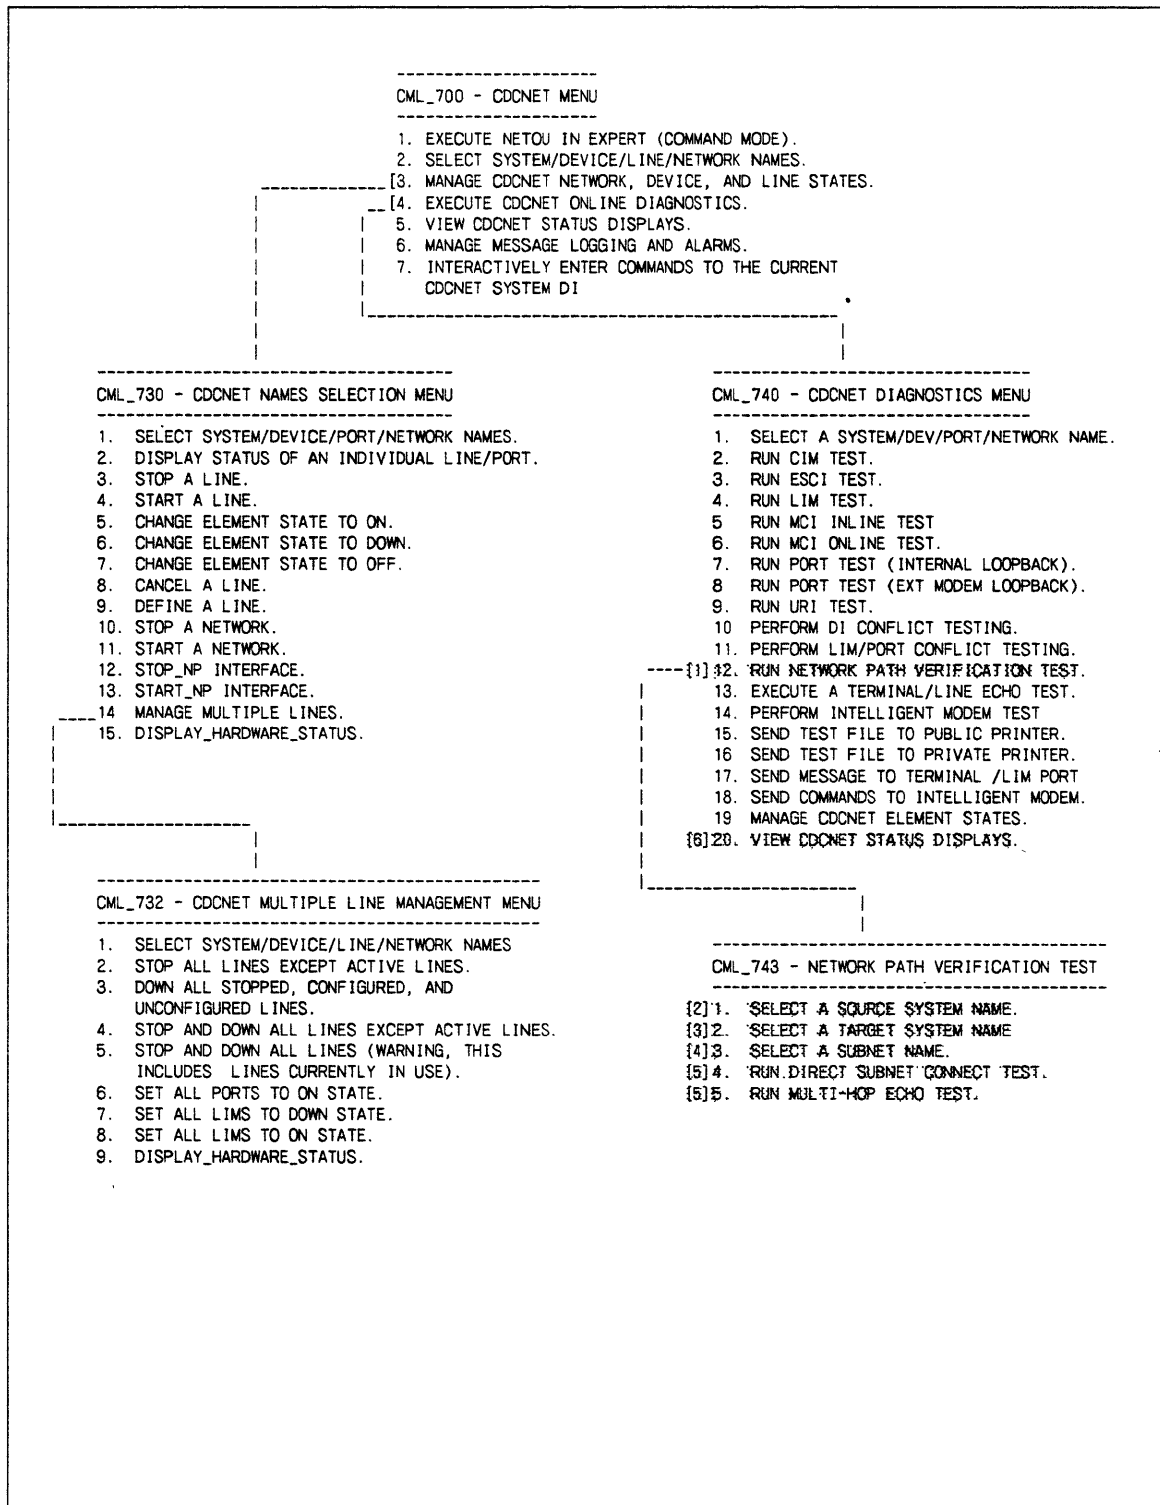 CML_700 - CDCNET MENU
1. EXECUTE NETOU IN EXPERT (COMMAND MODE).
2. SELECT SYSTEM/DEVICE/LINE/NETWORK NAMES.
[3. MANAGE CDCNET NETWORK, DEVICE, AND LINE STATES.
[4. EXECUTE CDCNET ONLINE DIAGNOSTICS.
5. VIEW CDCNET STATUS DISPLAYS.
6. MANAGE MESSAGE LOGGING AND ALARMS.
7. INTERACTIVELY ENTER COMMANDS TO THE CURRENT
CDCNET SYSTEM DI
CML_730 - CDCNET NAMES SELECTION MENU
1. SELECT SYSTEM/DEVICE/PORT/NETWORK NAMES.
2. DISPLAY STATUS OF AN INDIVIDUAL LINE/PORT.
3. STOP A LINE.
4. START A LINE.
5. CHANGE ELEMENT STATE TO ON.
6. CHANGE ELEMENT STATE TO DOWN.
7. CHANGE ELEMENT STATE TO OFF.
8. CANCEL A LINE.
9. DEFINE A LINE.
10. STOP A NETWORK.
11. START A NETWORK.
12. STOP_NP INTERFACE.
13. START_NP INTERFACE.
14 MANAGE MULTIPLE LINES.
15. DISPLAY_HARDWARE_STATUS.
CML_740 - CDCNET DIAGNOSTICS MENU
1. SELECT A SYSTEM/DEV/PORT/NETWORK NAME.
2. RUN CIM TEST.
3. RUN ESCI TEST.
4. RUN LIM TEST.
5 RUN MCI INLINE TEST
6. RUN MCI ONLINE TEST.
7. RUN PORT TEST (INTERNAL LOOPBACK).
8 RUN PORT TEST (EXT MODEM LOOPBACK).
9. RUN URI TEST.
10 PERFORM DI CONFLICT TESTING.
11. PERFORM LIM/PORT CONFLICT TESTING.
[1]12. RUN NETWORK PATH VERIFICATION TEST.
13. EXECUTE A TERMINAL/LINE ECHO TEST.
14. PERFORM INTELLIGENT MODEM TEST
15. SEND TEST FILE TO PUBLIC PRINTER.
16 SEND TEST FILE TO PRIVATE PRINTER.
17. SEND MESSAGE TO TERMINAL /LIM PORT
18. SEND COMMANDS TO INTELLIGENT MODEM.
19 MANAGE CDCNET ELEMENT STATES.
[6]20. VIEW CDCNET STATUS DISPLAYS.
CML_732 - CDCNET MULTIPLE LINE MANAGEMENT MENU
1. SELECT SYSTEM/DEVICE/LINE/NETWORK NAMES
2. STOP ALL LINES EXCEPT ACTIVE LINES.
3. DOWN ALL STOPPED, CONFIGURED, AND
UNCONFIGURED LINES.
4. STOP AND DOWN ALL LINES EXCEPT ACTIVE LINES.
5. STOP AND DOWN ALL LINES (WARNING, THIS
INCLUDES LINES CURRENTLY IN USE).
6. SET ALL PORTS TO ON STATE.
7. SET ALL LIMS TO DOWN STATE.
8. SET ALL LIMS TO ON STATE.
9. DISPLAY_HARDWARE_STATUS.
CML_743 - NETWORK PATH VERIFICATION TEST
[2]1. SELECT A SOURCE SYSTEM NAME.
[3]2. SELECT A TARGET SYSTEM NAME
[4]3. SELECT A SUBNET NAME.
[5]4. RUN DIRECT SUBNET CONNECT TEST.
[5]5. RUN MULTI-HOP ECHO TEST.